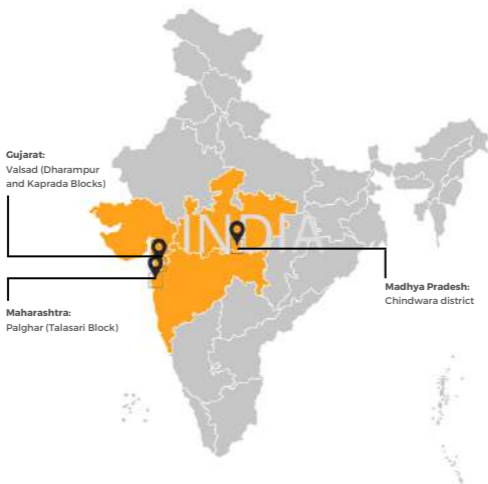 Gujarat:
Valsad (Dharampur
and Kaprada Blocks)
INDIA
Maharashtra:
Palghar (Talasari Block)
Madhya Pradesh:
Chindwara district